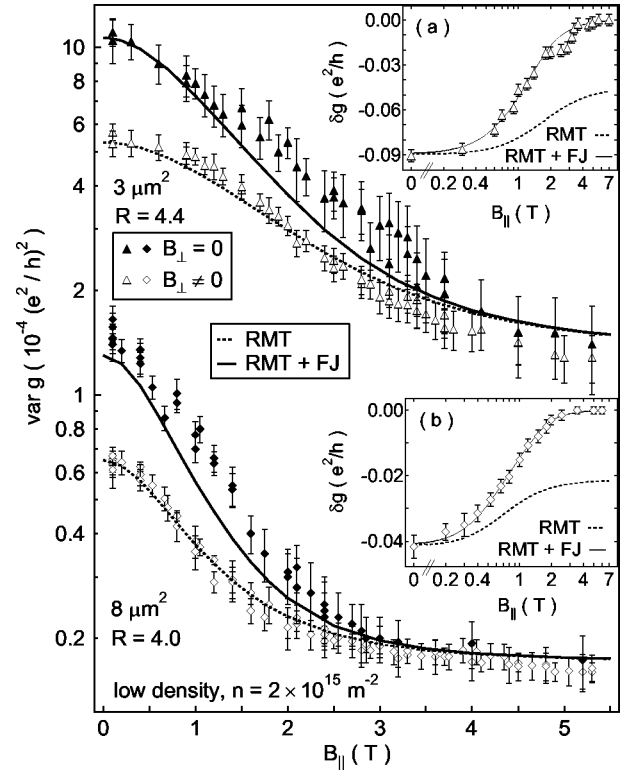 var g ( 10⁻⁴ (e² / h)²)
10
8
6
4
2
1
0.8
0.6
0.4
0.2
3 μm²
R = 4.4
B⊥ = 0
B⊥ ≠ 0
RMT
RMT + FJ
8 μm²
R = 4.0
low density, n = 2 × 10¹⁵ m⁻²
0 1 2 3 4 5
B|| (T)
( a )
δg ( e²/h)
0.00
-0.03
-0.06
-0.09
RMT
RMT + FJ
0 0.2 0.4 1 2 4 7
B|| (T)
( b )
δg ( e²/h)
0.00
-0.02
-0.04
RMT
RMT + FJ
0 0.2 0.4 1 2 4 7
B|| (T)